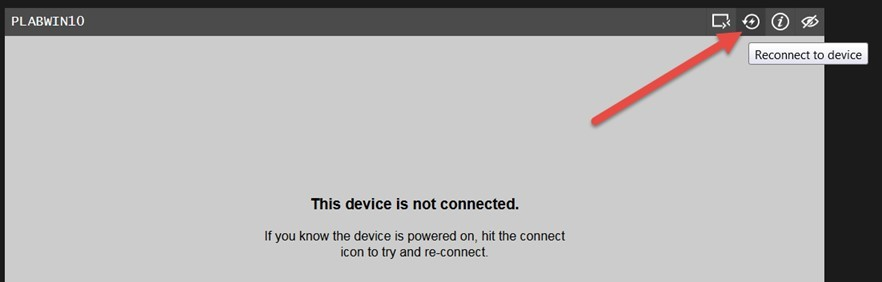 PLABWIN10
Reconnect to device
This device is not connected.
If you know the device is powered on, hit the connect
icon to try and re-connect.